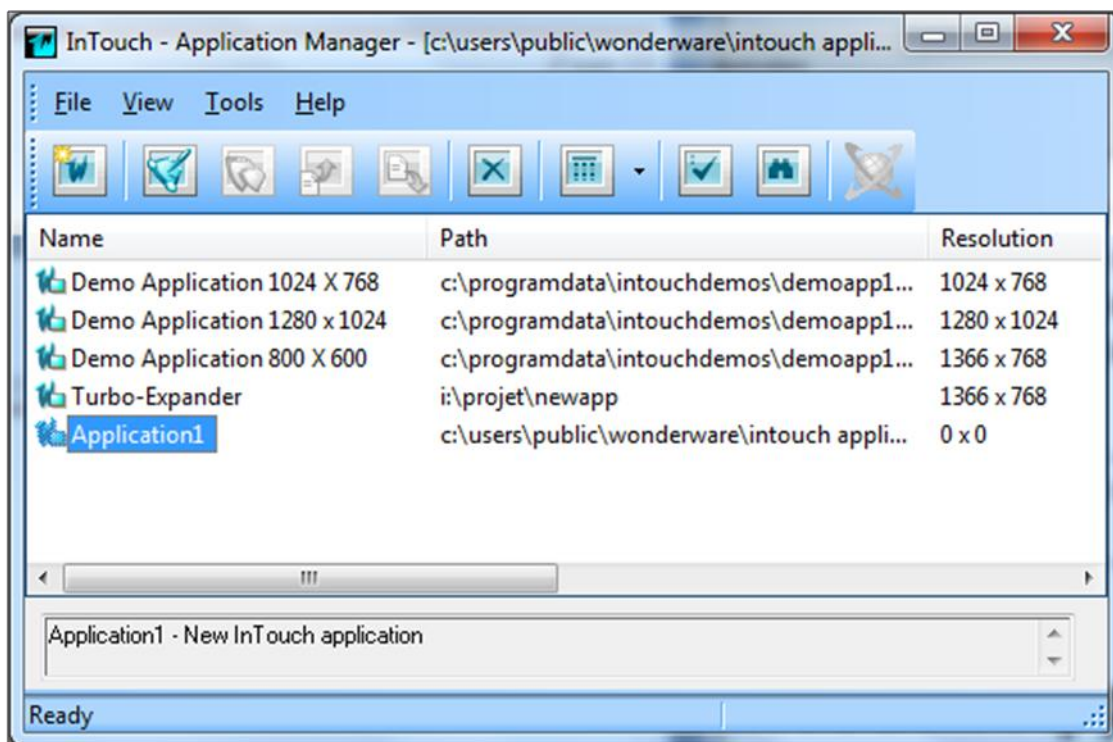 InTouch - Application Manager - [c:\users\public\wonderware\intouch appli...
File View Tools Help
Name Path Resolution
Demo Application 1024 X 768 c:\programdata\intouchdemos\demoapp1... 1024 x 768
Demo Application 1280 x 1024 c:\programdata\intouchdemos\demoapp1... 1280 x 1024
Demo Application 800 X 600 c:\programdata\intouchdemos\demoapp1... 1366 x 768
Turbo-Expander i:\projet\newapp 1366 x 768
Application1 c:\users\public\wonderware\intouch appli... 0 x 0
Application1 - New InTouch application
Ready